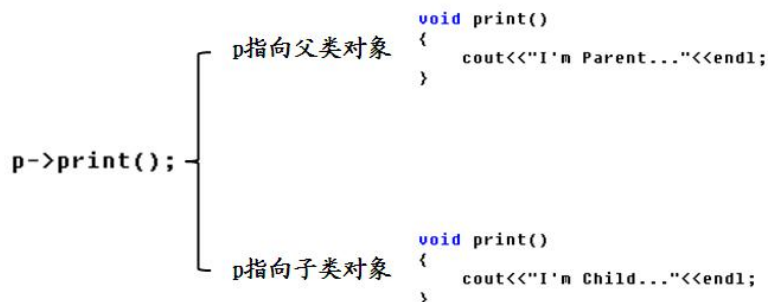 p->print();
p指向父类对象
void print()
{
    cout<<"I'm Parent..."<<endl;
}
p指向子类对象
void print()
{
    cout<<"I'm Child..."<<endl;
}